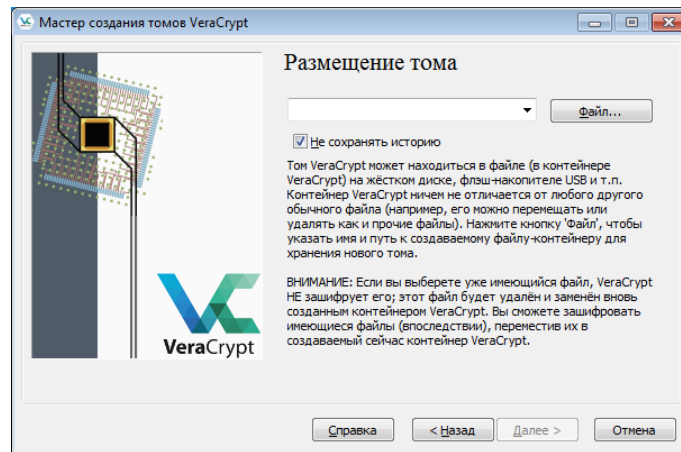 Мастер создания томов VeraCrypt
Размещение тома
Файл...
Не сохранять историю
Том VeraCrypt может находиться в файле (в контейнере
VeraCrypt) на жёстком диске, флэш-накопителе USB и т.п.
Контейнер VeraCrypt ничем не отличается от любого другого
обычного файла (например, его можно перемещать или
удалять как и прочие файлы). Нажмите кнопку 'Файл', чтобы
указать имя и путь к создаваемому файлу-контейнеру для
хранения нового тома.
ВНИМАНИЕ: Если вы выберете уже имеющийся файл, VeraCrypt
НЕ зашифрует его; этот файл будет удалён и заменён вновь
созданным контейнером VeraCrypt. Вы сможете зашифровать
имеющиеся файлы (впоследствии), переместив их в
создаваемый сейчас контейнер VeraCrypt.
VeraCrypt
Справка
< Назад
Далее >
Отмена